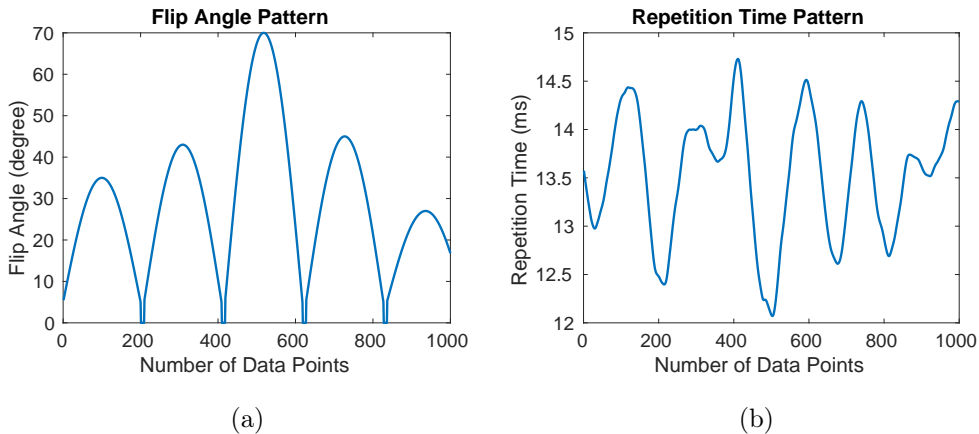 Flip Angle Pattern
Flip Angle (degree)
70
60
50
40
30
20
10
0
0 200 400 600 800 1000
Number of Data Points
(a)
Repetition Time Pattern
Repetition Time (ms)
15
14.5
14
13.5
13
12.5
12
0 200 400 600 800 1000
Number of Data Points
(b)